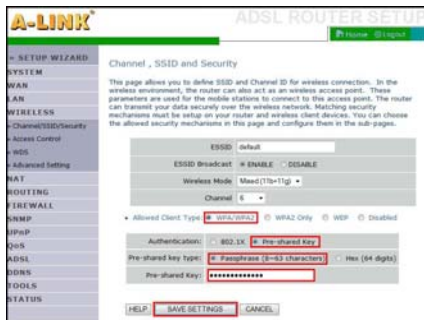 A-LINK
ADSL ROUTER SETUP
Home Logout
SETUP WIZARD
SYSTEM
WAN
LAN
WIRELESS
Channel/SSID/Security
Access Control
WDS
Advanced Setting
NAT
ROUTING
FIREWALL
SNMP
UPnP
QoS
ADSL
DDNS
TOOLS
STATUS
Channel , SSID and Security
This page allows you to define SSID and Channel ID for wireless connection. In the
wireless environment, the router can also act as an wireless access point. These
parameters are used for the mobile stations to connect to this access point. The router
can transmit your data securely over the wireless network. Matching security
mechanisms must be setup on your router and wireless client devices. You can choose
the allowed security mechanisms in this page and configure them in the sub-pages.
ESSID default
ESSID Broadcast ENABLE DISABLE
Wireless Mode Mixed (11b+11g)
Channel 6
Allowed Client Type: WPA/WPA2 WPA2 Only WEP Disabled
Authentication: 802.1X Pre-shared Key
Pre-shared key type: Passphrase (8~63 characters) Hex (64 digits)
Pre-shared Key: •••••••••••••
HELP SAVE SETTINGS CANCEL